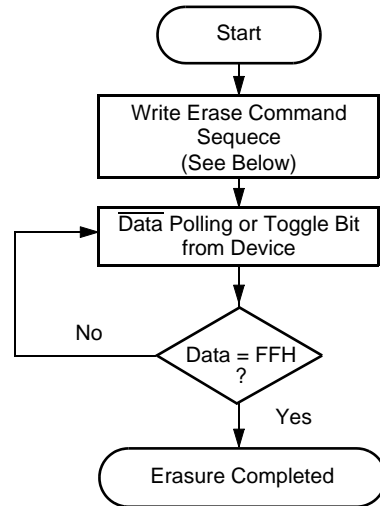 Start
Write Erase Command
Sequece
(See Below)
Data Polling or Toggle Bit
from Device
No
Data = FFH
?
Yes
Erasure Completed